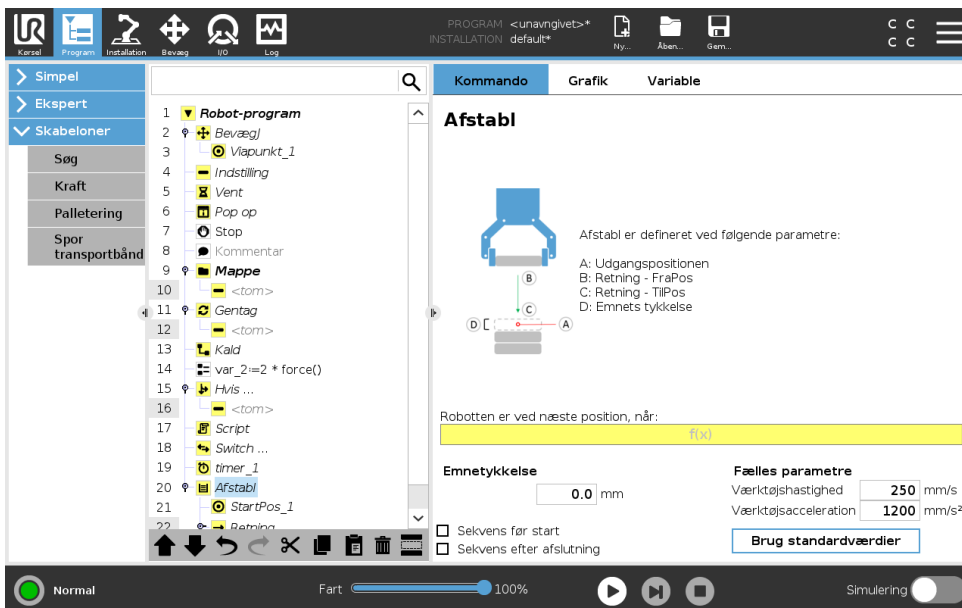 PROGRAM <unavngivet>*
INSTALLATION default*
Kørsel
Program
Installation
Bevæg
I/O
Log
Ny...
Åben...
Gem...
C C
C C
Simpel
Ekspert
Skabeloner
Søg
Kraft
Palletering
Spor
transportbånd
1 Robot-program
2 BevægJ
3 Viapunkt_1
4 Indstilling
5 Vent
6 Pop op
7 Stop
8 Kommentar
9 Mappe
10 <tom>
11 Gentag
12 <tom>
13 Kald
14 var_2:=2 * force()
15 Hvis ...
16 <tom>
17 Script
18 Switch ...
19 timer_1
20 Afstabl
21 StartPos_1
22 Retning
Kommando
Grafik
Variable
Afstabl
B
C
D
A
Afstabl er defineret ved følgende parametre:
A: Udgangspositionen
B: Retning - FraPos
C: Retning - TilPos
D: Emnets tykkelse
Robotten er ved næste position, når:
f(x)
Emnetykkelse
0.0 mm
Sekvens før start
Sekvens efter afslutning
Fælles parametre
Værktøjshastighed 250 mm/s
Værktøjsacceleration 1200 mm/s²
Brug standardværdier
Normal
Fart 100%
Simulering